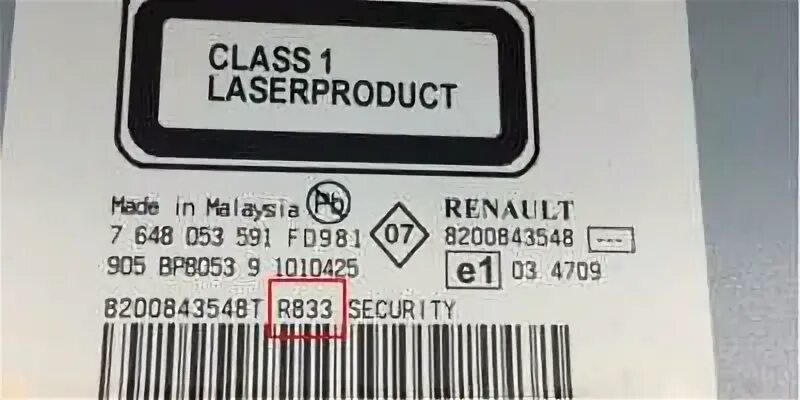 CLASS 1
LASERPRODUCT
Made in Malaysia Pb 07 RENAULT
7 648 053 591 FD981 8200843548 ---
905 BP8053 9 1010425 e1 03 4709
8200843548T R833 SECURITY